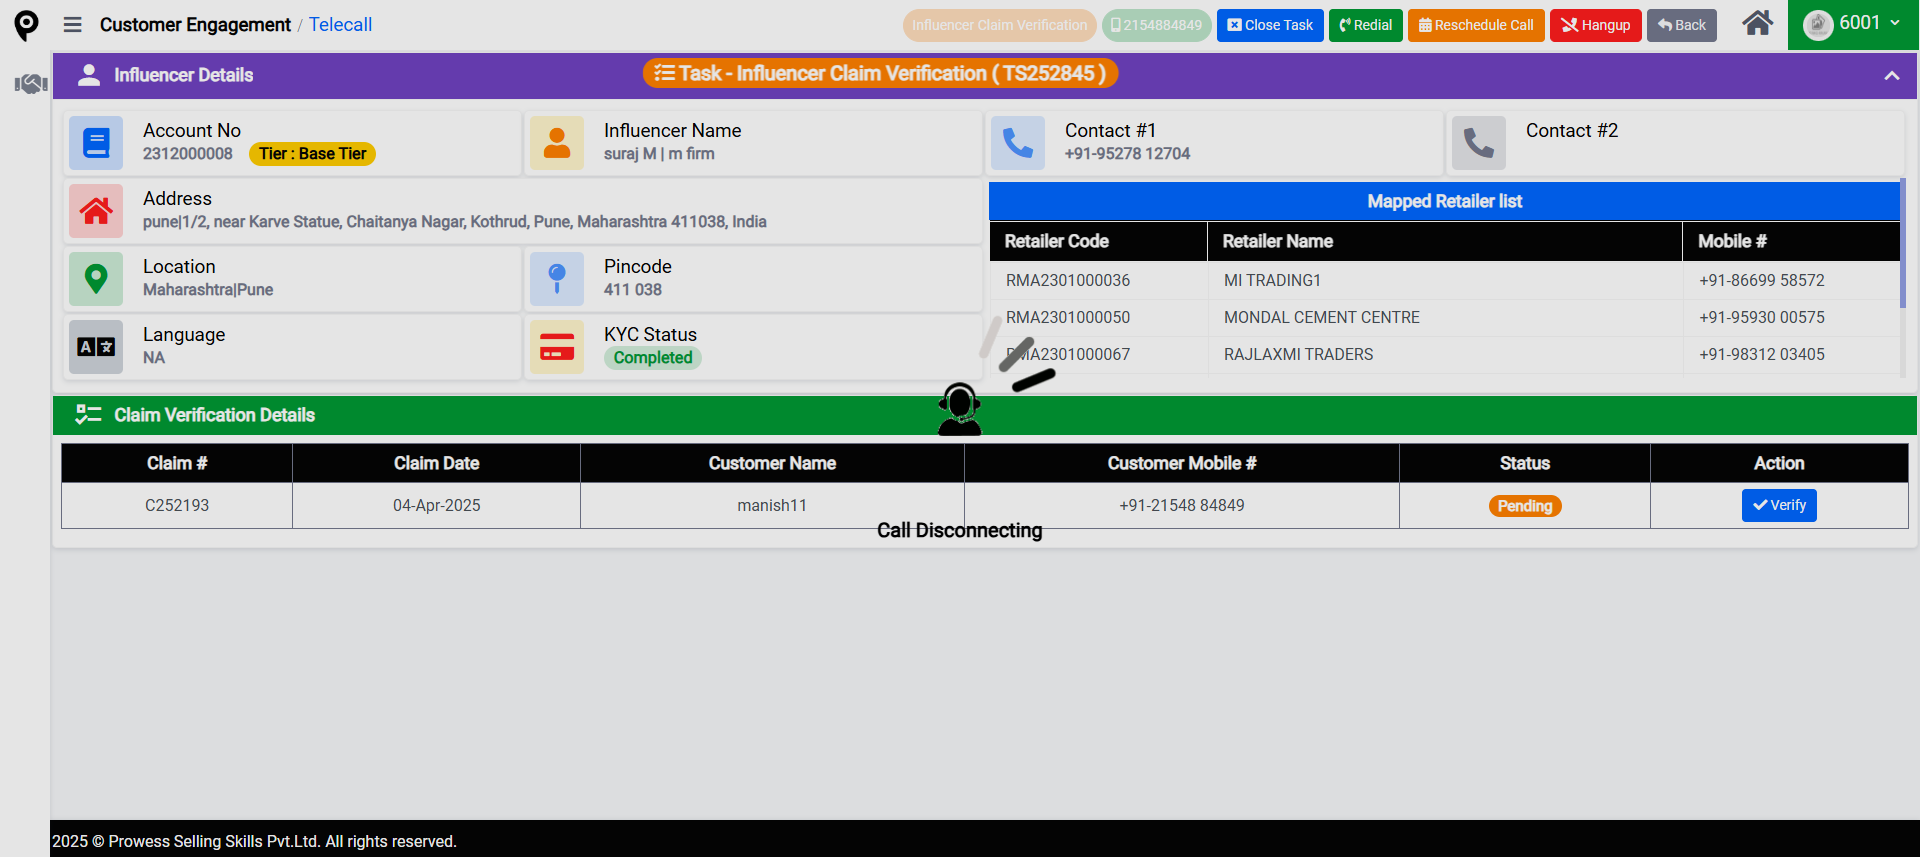 Customer Engagement / Telecall
Influencer Claim Verification
2154884849
Close Task
Redial
Reschedule Call
Hangup
Back
6001
Influencer Details
Task - Influencer Claim Verification ( TS252845 )
Account No
2312000008
Tier : Base Tier
Influencer Name
suraj M | m firm
Contact #1
+91-95278 12704
Contact #2
Address
pune|1/2, near Karve Statue, Chaitanya Nagar, Kothrud, Pune, Maharashtra 411038, India
Location
Maharashtra|Pune
Pincode
411 038
Language
NA
KYC Status
Completed
Mapped Retailer list
Retailer Code Retailer Name Mobile #
RMA2301000036 MI TRADING1 +91-86699 58572
RMA2301000050 MONDAL CEMENT CENTRE +91-95930 00575
RMA2301000067 RAJLAXMI TRADERS +91-98312 03405
Claim Verification Details
Claim # Claim Date Customer Name Customer Mobile # Status Action
C252193 04-Apr-2025 manish11 +91-21548 84849 Pending Verify
Call Disconnecting
2025 © Prowess Selling Skills Pvt.Ltd. All rights reserved.